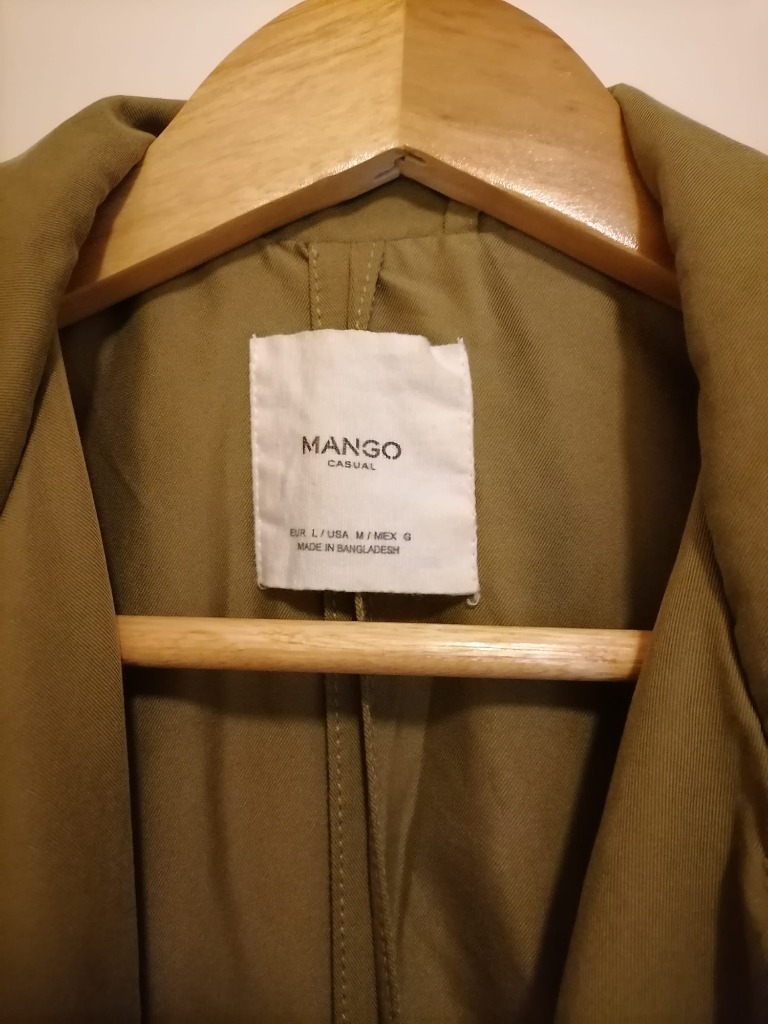 MANGO
CASUAL
EUR L / USA M / MEX G
MADE IN BANGLADESH